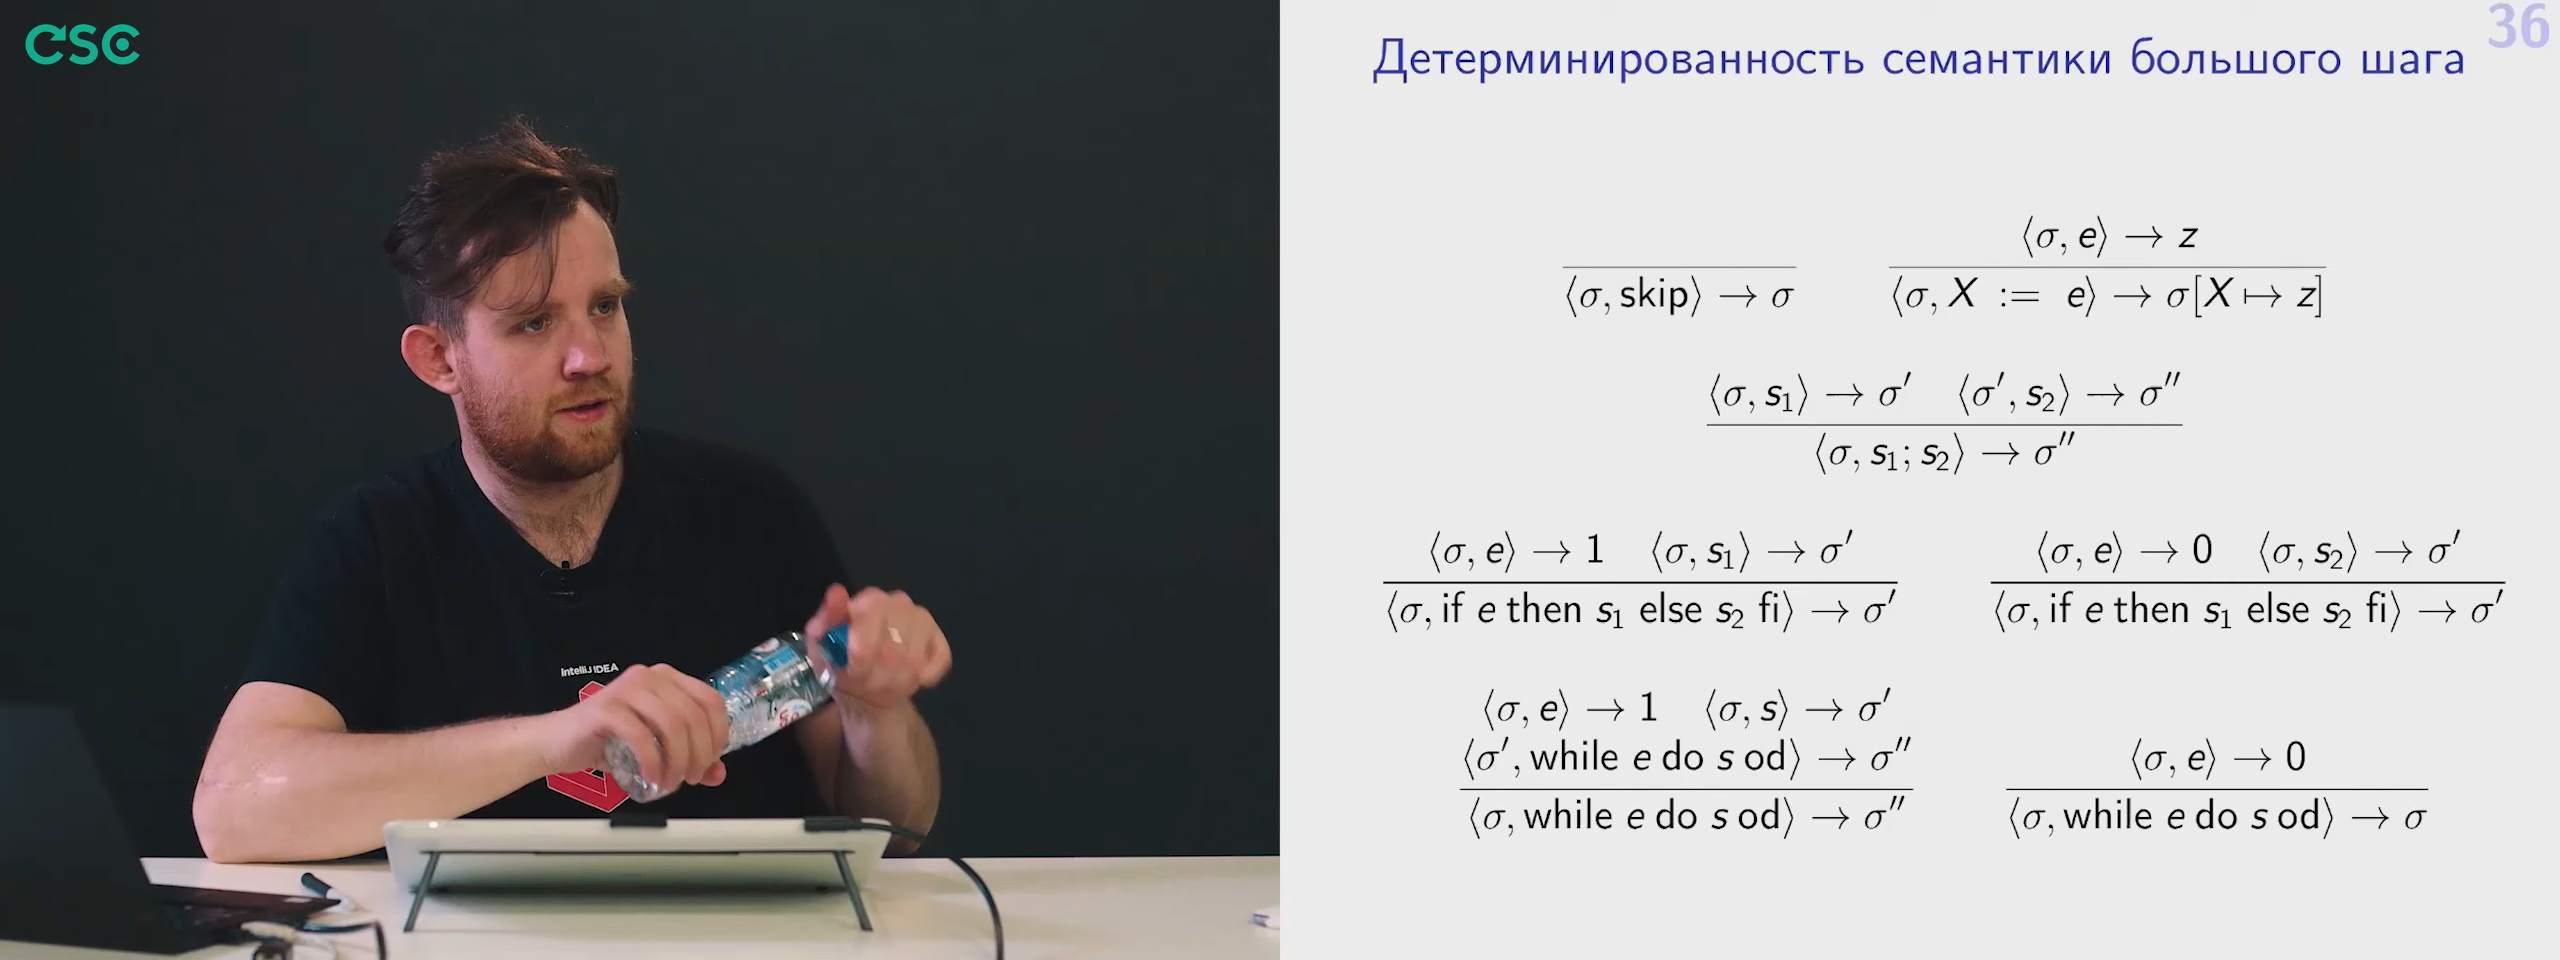 CSC
36
Детерминированность семантики большого шага
⟨σ, e⟩ → z
⟨σ, skip⟩ → σ
⟨σ, X := e⟩ → σ[X ↦ z]
⟨σ, s₁⟩ → σ′ ⟨σ′, s₂⟩ → σ″
⟨σ, s₁; s₂⟩ → σ″
⟨σ, e⟩ → 1 ⟨σ, s₁⟩ → σ′
⟨σ, if e then s₁ else s₂ fi⟩ → σ′
⟨σ, e⟩ → 0 ⟨σ, s₂⟩ → σ′
⟨σ, if e then s₁ else s₂ fi⟩ → σ′
⟨σ, e⟩ → 1 ⟨σ, s⟩ → σ′
⟨σ′, while e do s od⟩ → σ″
⟨σ, while e do s od⟩ → σ″
⟨σ, e⟩ → 0
⟨σ, while e do s od⟩ → σ
IntelliJ IDEA